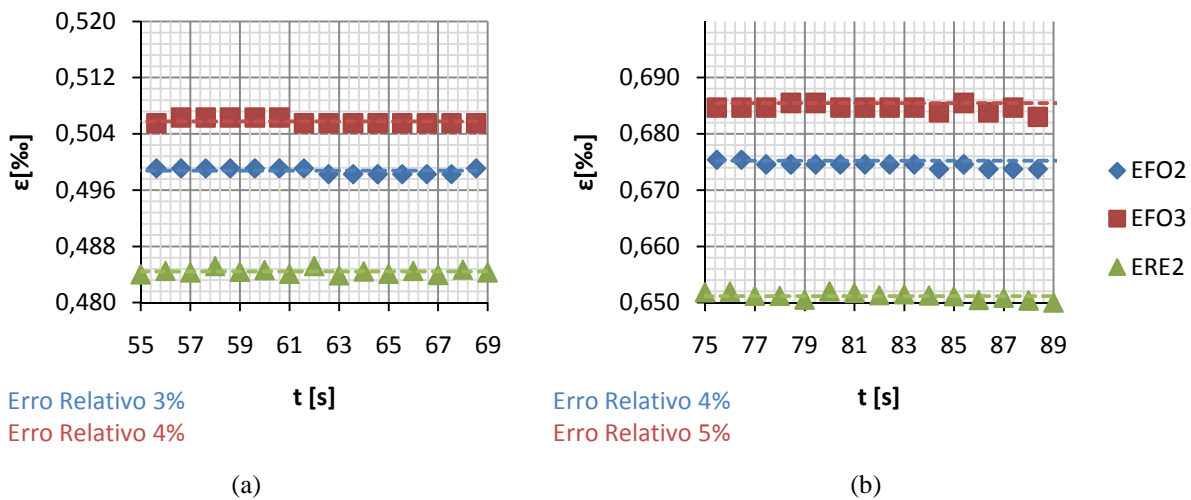 0,520
0,512
0,504
0,496
0,488
0,480
ε[‰]
55 57 59 61 63 65 67 69
t [s]
Erro Relativo 3%
Erro Relativo 4%
(a)
0,690
0,680
0,670
0,660
0,650
ε[‰]
75 77 79 81 83 85 87 89
t [s]
Erro Relativo 4%
Erro Relativo 5%
(b)
EFO2
EFO3
ERE2